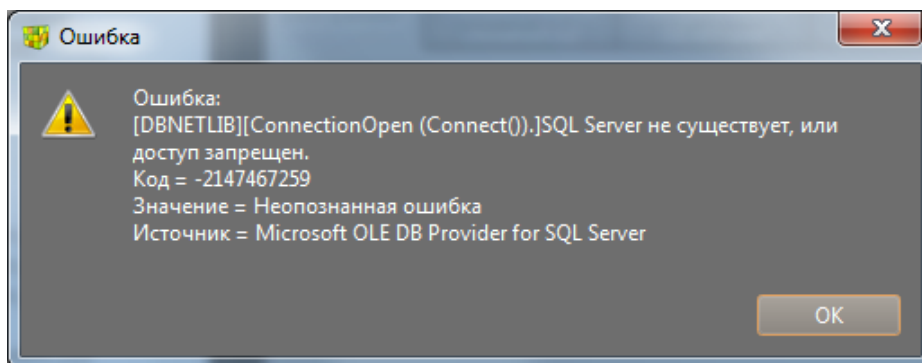 Ошибка
Ошибка:
[DBNETLIB][ConnectionOpen (Connect()).]SQL Server не существует, или
доступ запрещен.
Код = -2147467259
Значение = Неопознанная ошибка
Источник = Microsoft OLE DB Provider for SQL Server
OK